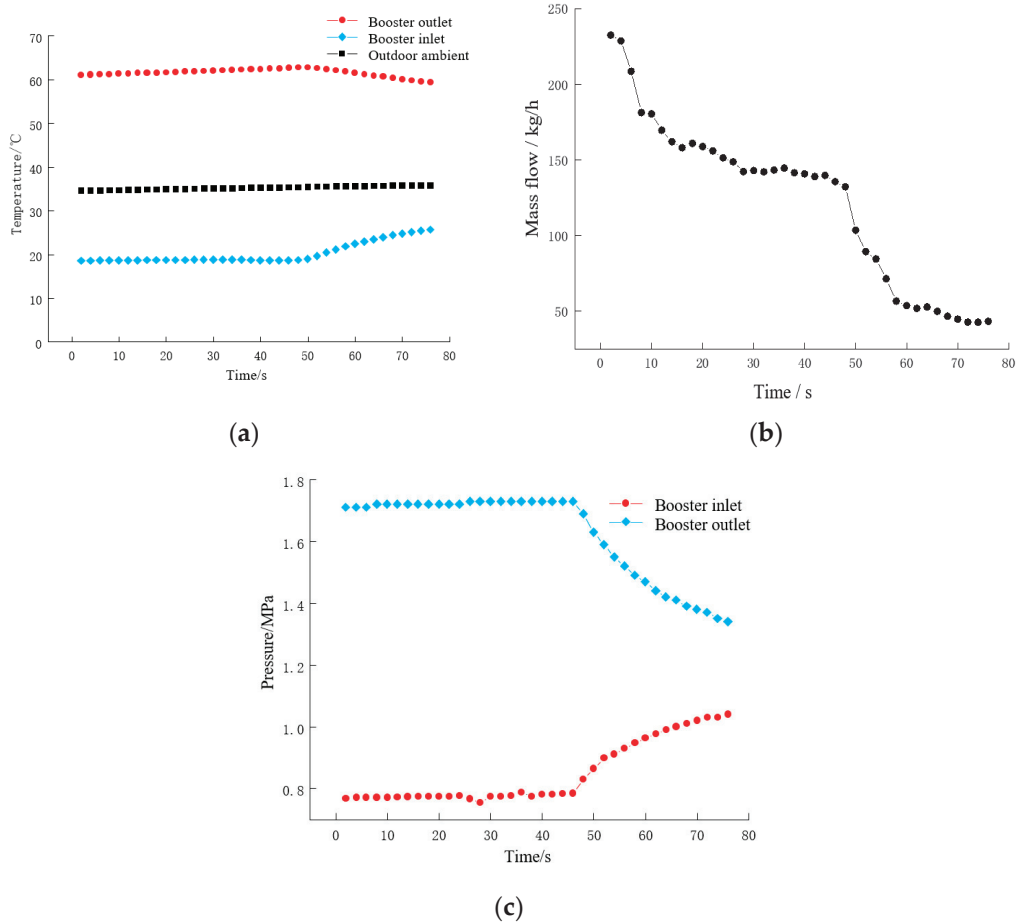 Booster outlet
Booster inlet
Outdoor ambient
70
60
50
40
30
20
10
0
Temperature/℃
0 10 20 30 40 50 60 70 80
Time/s
(a)
250
200
150
100
50
Mass flow / kg/h
0 10 20 30 40 50 60 70 80
Time / s
(b)
1.8
1.6
1.4
1.2
1.0
0.8
Pressure/MPa
Booster inlet
Booster outlet
0 10 20 30 40 50 60 70 80
Time/s
(c)